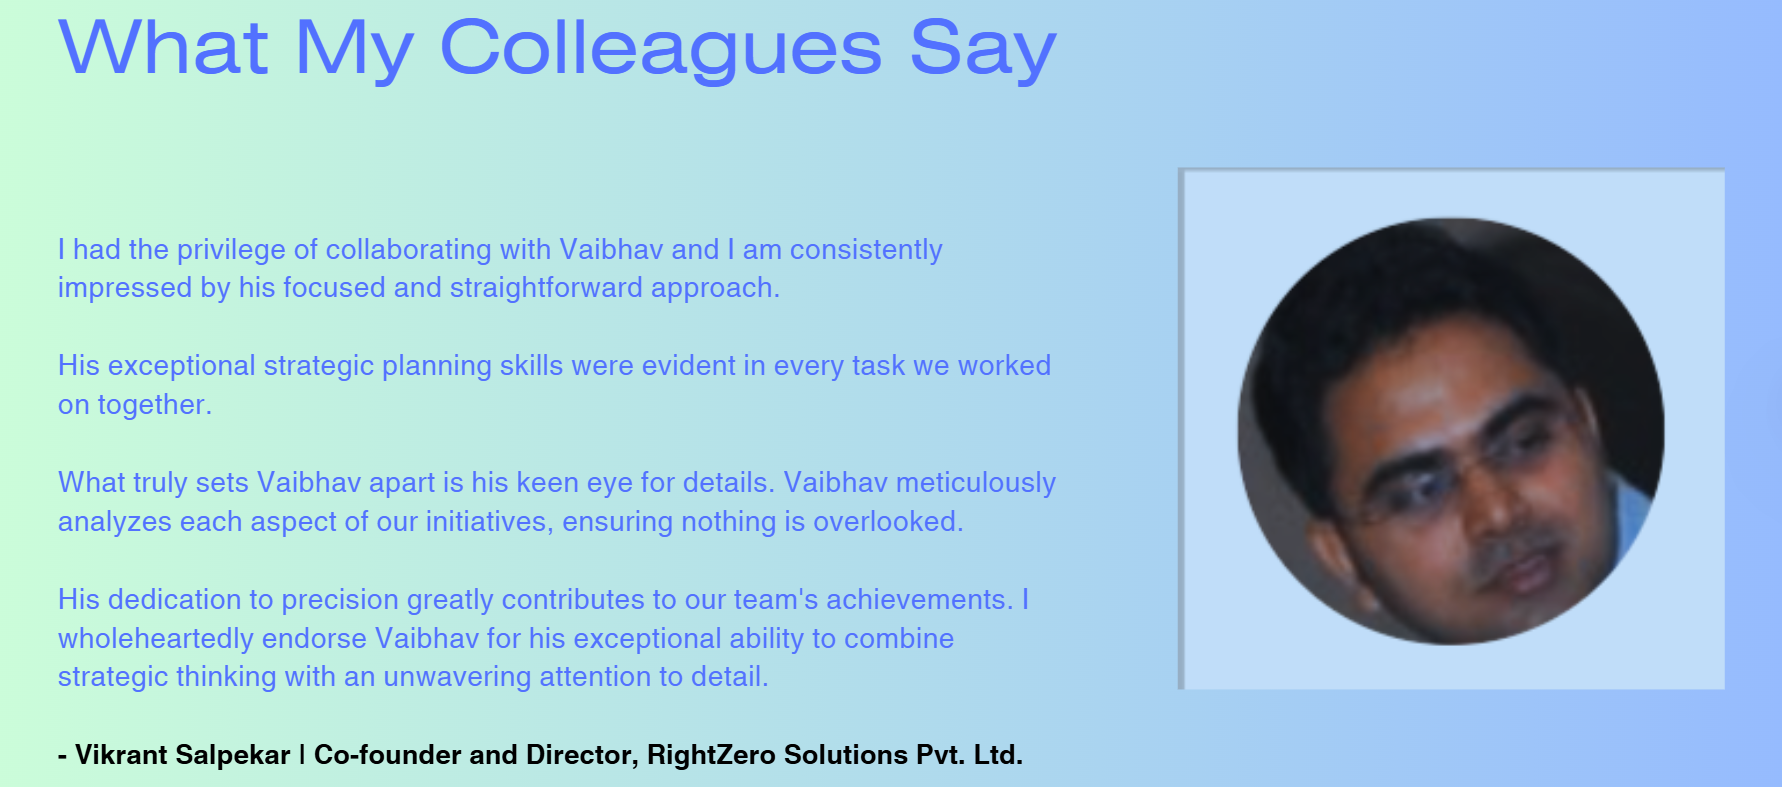 What My Colleagues Say
I had the privilege of collaborating with Vaibhav and I am consistently
impressed by his focused and straightforward approach.
His exceptional strategic planning skills were evident in every task we worked
on together.
What truly sets Vaibhav apart is his keen eye for details. Vaibhav meticulously
analyzes each aspect of our initiatives, ensuring nothing is overlooked.
His dedication to precision greatly contributes to our team's achievements. I
wholeheartedly endorse Vaibhav for his exceptional ability to combine
strategic thinking with an unwavering attention to detail.
- Vikrant Salpekar | Co-founder and Director, RightZero Solutions Pvt. Ltd.